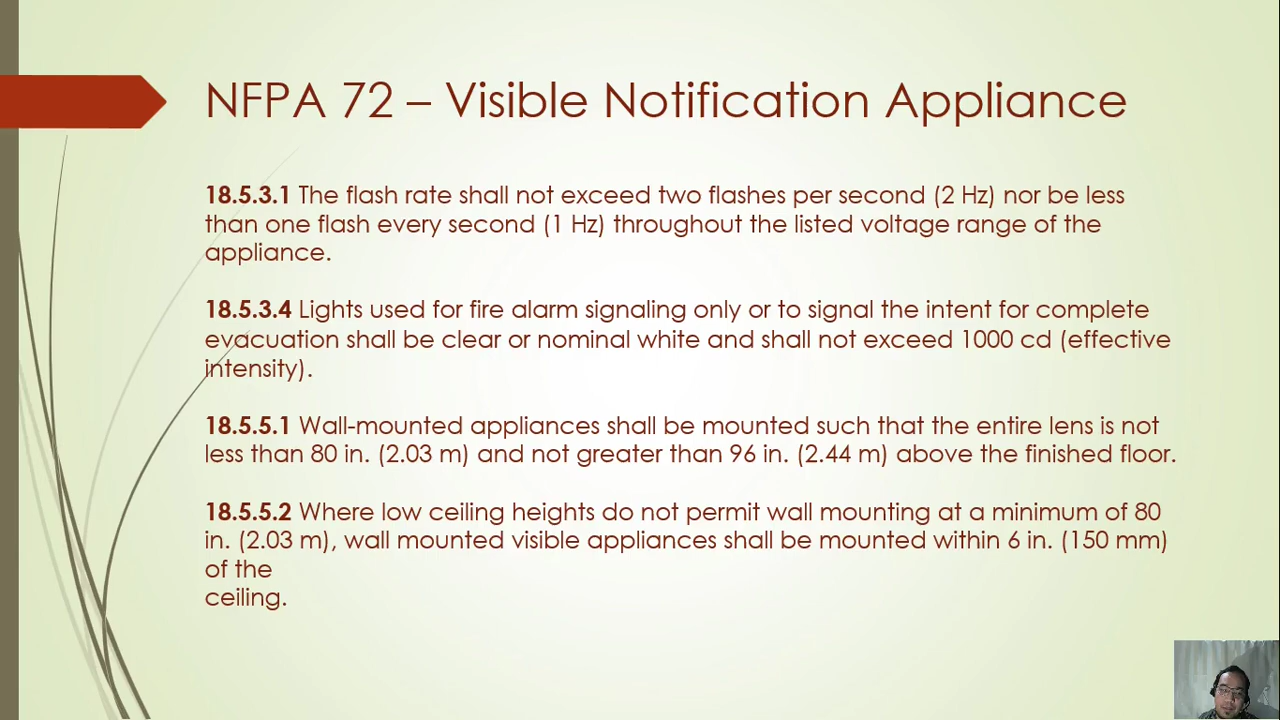 NFPA 72 – Visible Notification Appliance
18.5.3.1 The flash rate shall not exceed two flashes per second (2 Hz) nor be less
than one flash every second (1 Hz) throughout the listed voltage range of the
appliance.
18.5.3.4 Lights used for fire alarm signaling only or to signal the intent for complete
evacuation shall be clear or nominal white and shall not exceed 1000 cd (effective
intensity).
18.5.5.1 Wall-mounted appliances shall be mounted such that the entire lens is not
less than 80 in. (2.03 m) and not greater than 96 in. (2.44 m) above the finished floor.
18.5.5.2 Where low ceiling heights do not permit wall mounting at a minimum of 80
in. (2.03 m), wall mounted visible appliances shall be mounted within 6 in. (150 mm)
of the
ceiling.